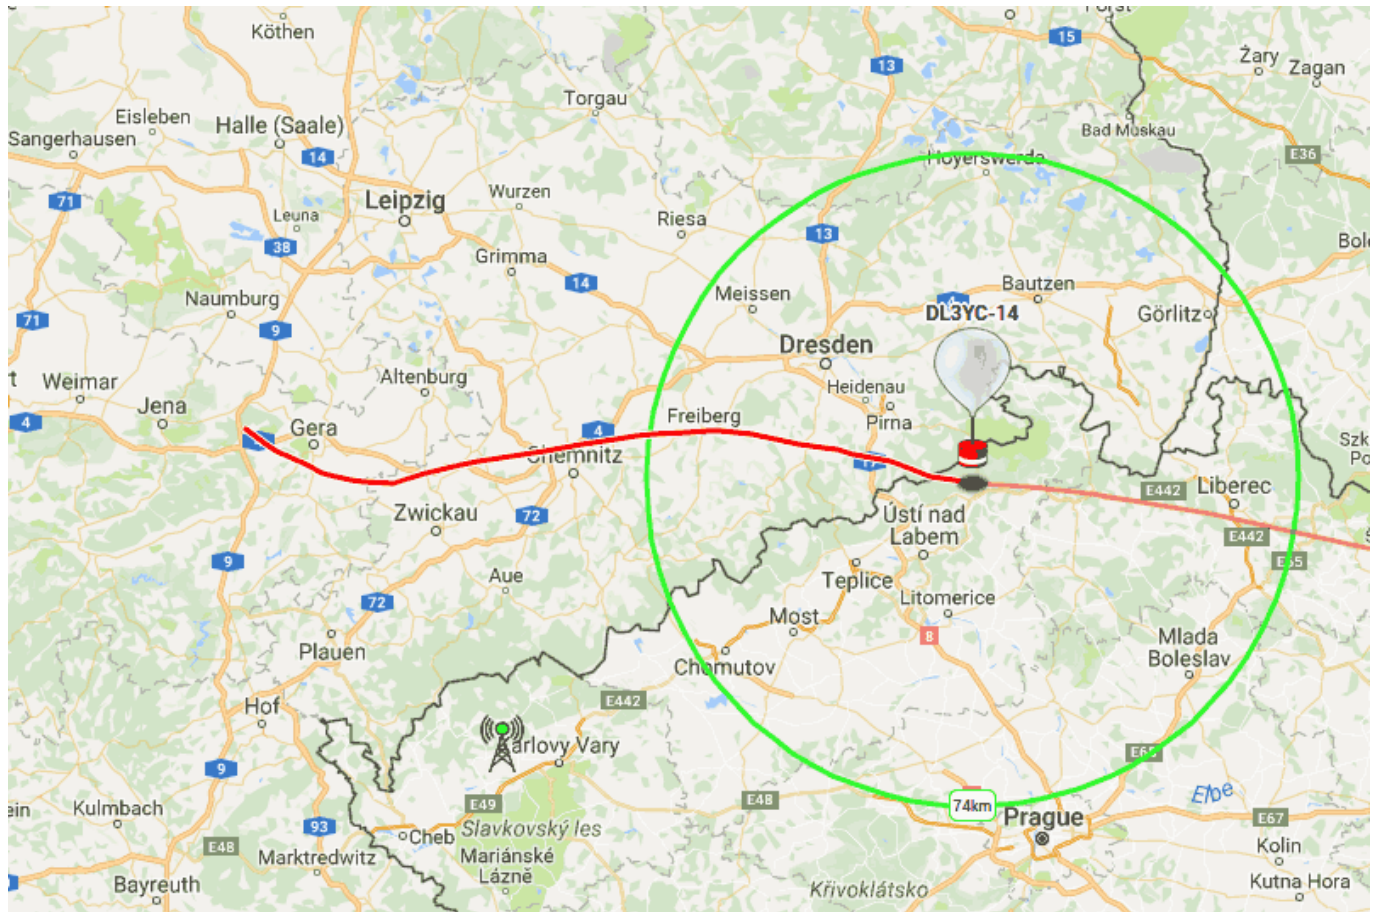 Köthen
Forst
15
13
Żary
Zagan
Torgau
Eisleben
Halle (Saale)
Sangerhausen
14
Bad Muskau
E36
Hoyerswerda
71
Leipzig
Wurzen
Leuna
Riesa
38
13
Grimma
14
Naumburg
Meissen
Bautzen
Görlitz
DL3YC-14
71
9
Dresden
Weimar
Altenburg
Heidenau
Jena
Freiberg
Pirna
4
Gera
4
Chemnitz
Zwickau
72
E442
Liberec
Ústí nad
Labem
E442
9
Aue
Teplice
72
Litomerice
Most
8
Mlada
Boleslav
Plauen
Chomutov
Hof
E442
Karlovy Vary
9
E49
E48
74km
Elbe
Kulmbach
93
Cheb
Slavkovský les
Prague
E67
E48
Marktredwitz
Mariánské
Lázně
Kolin
Bayreuth
Křivoklátsko
Kutna Hora